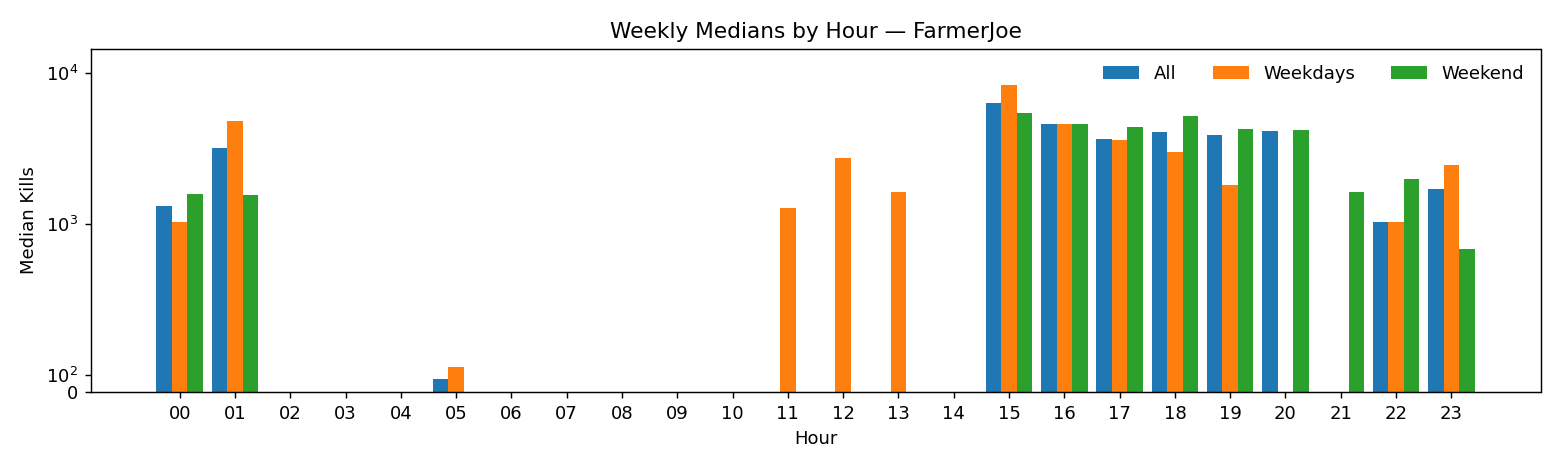 Weekly Medians by Hour — FarmerJoe
All Weekdays Weekend
Median Kills
10⁴
10³
10²
0
00 01 02 03 04 05 06 07 08 09 10 11 12 13 14 15 16 17 18 19 20 21 22 23
Hour